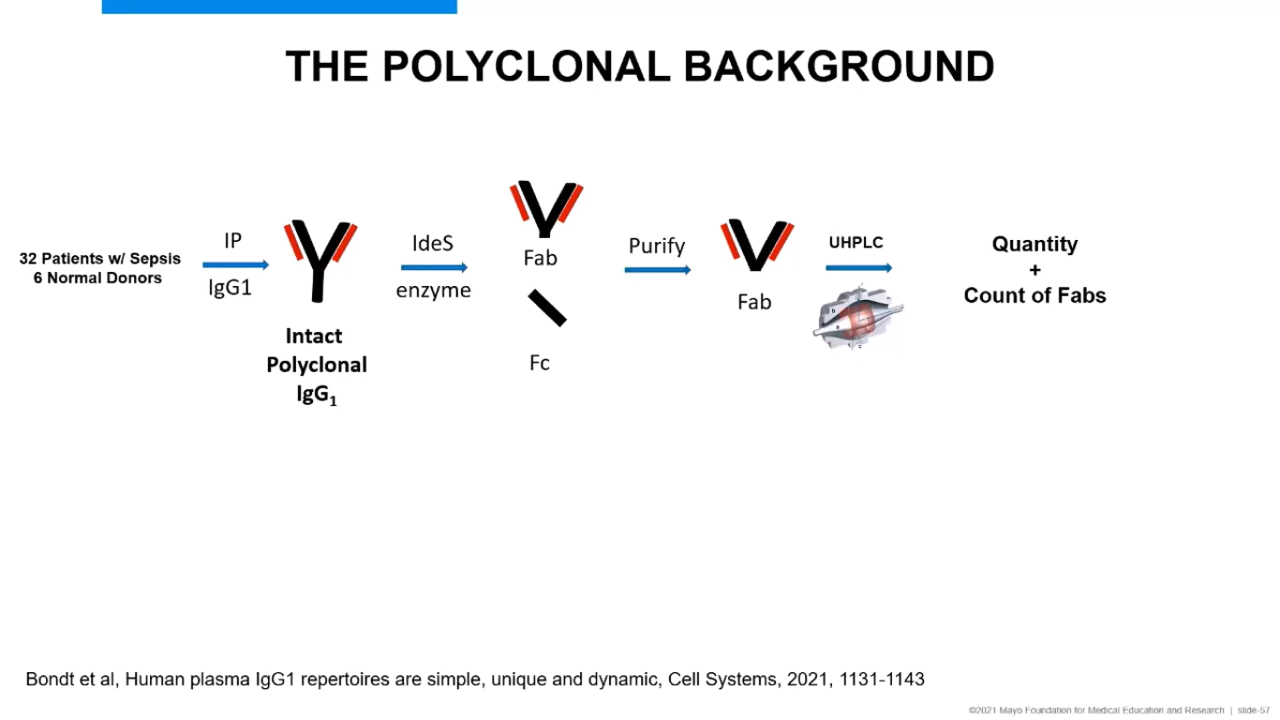 THE POLYCLONAL BACKGROUND
32 Patients w/ Sepsis
6 Normal Donors
IP
IgG1
Intact
Polyclonal
IgG₁
IdeS
enzyme
Fab
Fc
Purify
Fab
UHPLC
Quantity
+
Count of Fabs
Bondt et al, Human plasma IgG1 repertoires are simple, unique and dynamic, Cell Systems, 2021, 1131-1143
©2021 Mayo Foundation for Medical Education and Research | slide-57